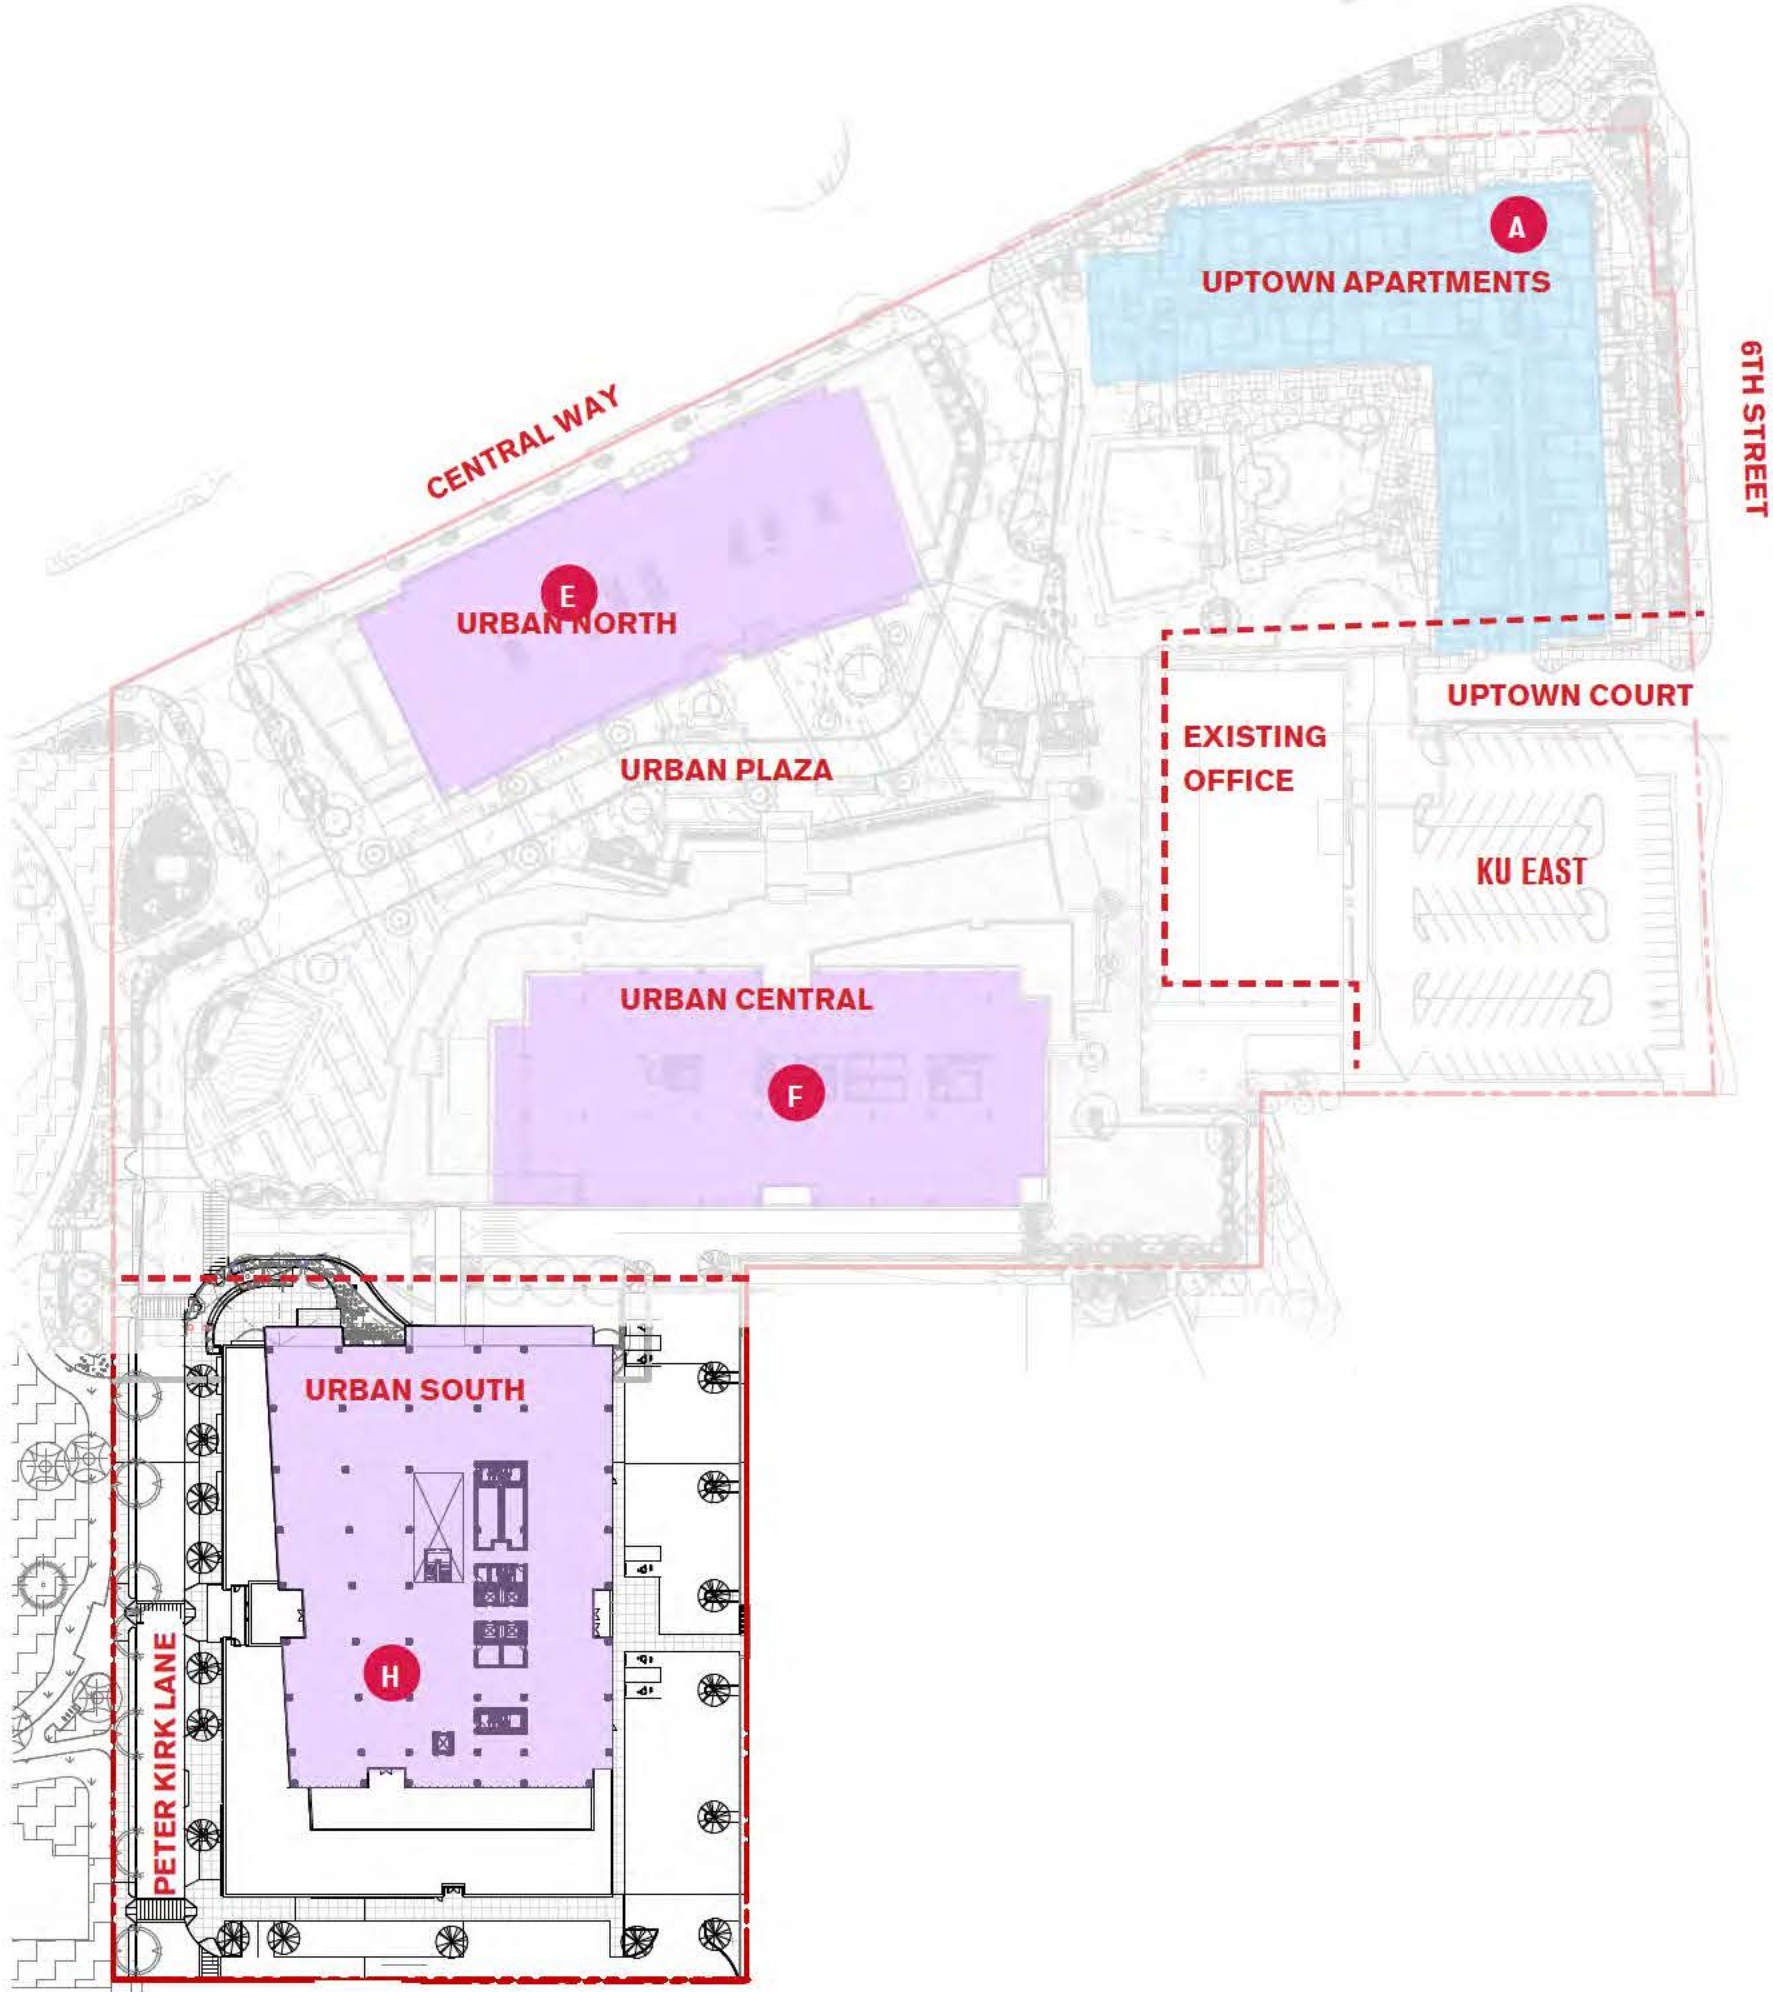 A
UPTOWN APARTMENTS
6TH STREET
CENTRAL WAY
E
URBAN NORTH
UPTOWN COURT
EXISTING
OFFICE
URBAN PLAZA
KU EAST
URBAN CENTRAL
F
URBAN SOUTH
H
PETER KIRK LANE